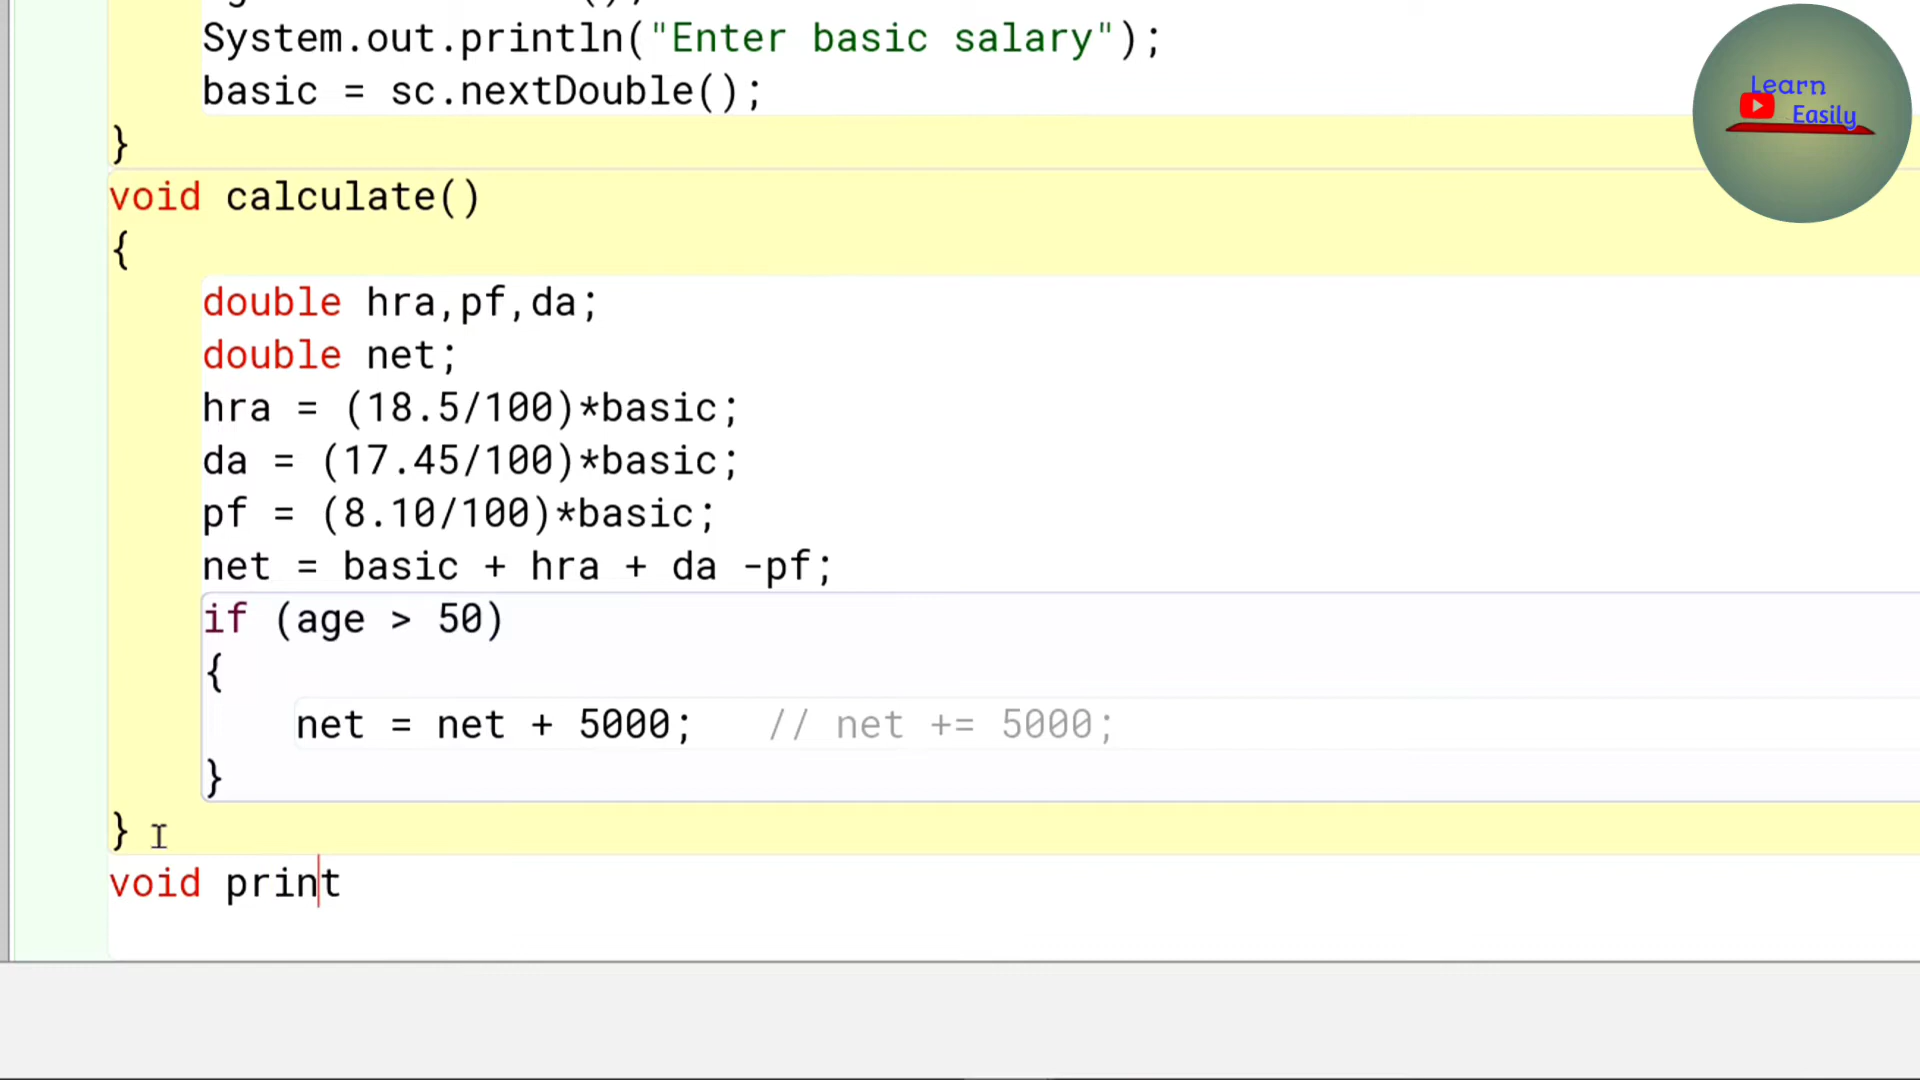 System.out.println("Enter basic salary");
basic = sc.nextDouble();
}
void calculate()
{
double hra,pf,da;
double net;
hra = (18.5/100)*basic;
da = (17.45/100)*basic;
pf = (8.10/100)*basic;
net = basic + hra + da -pf;
if (age > 50)
{
net = net + 5000;   // net += 5000;
}
}
void print
Learn
Easily